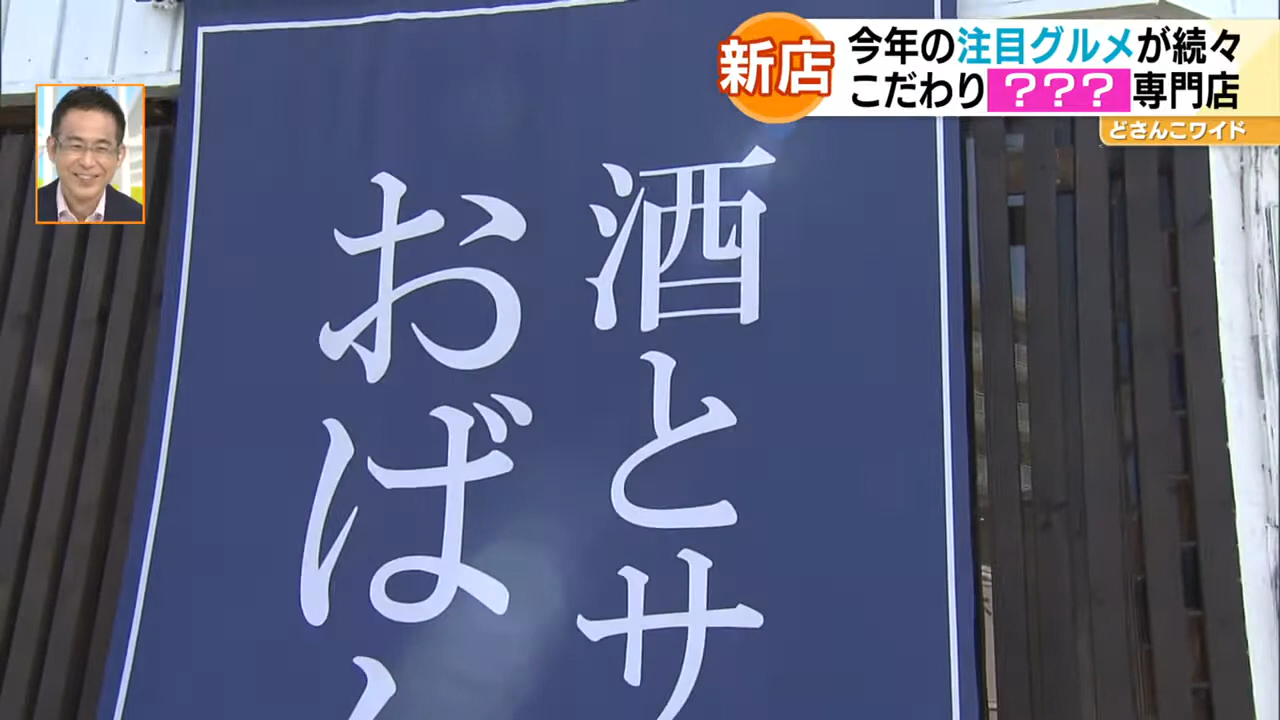 新店
今年の注目グルメが続々
こだわり ？？？ 専門店
どさんこワイド
酒とサ
おば